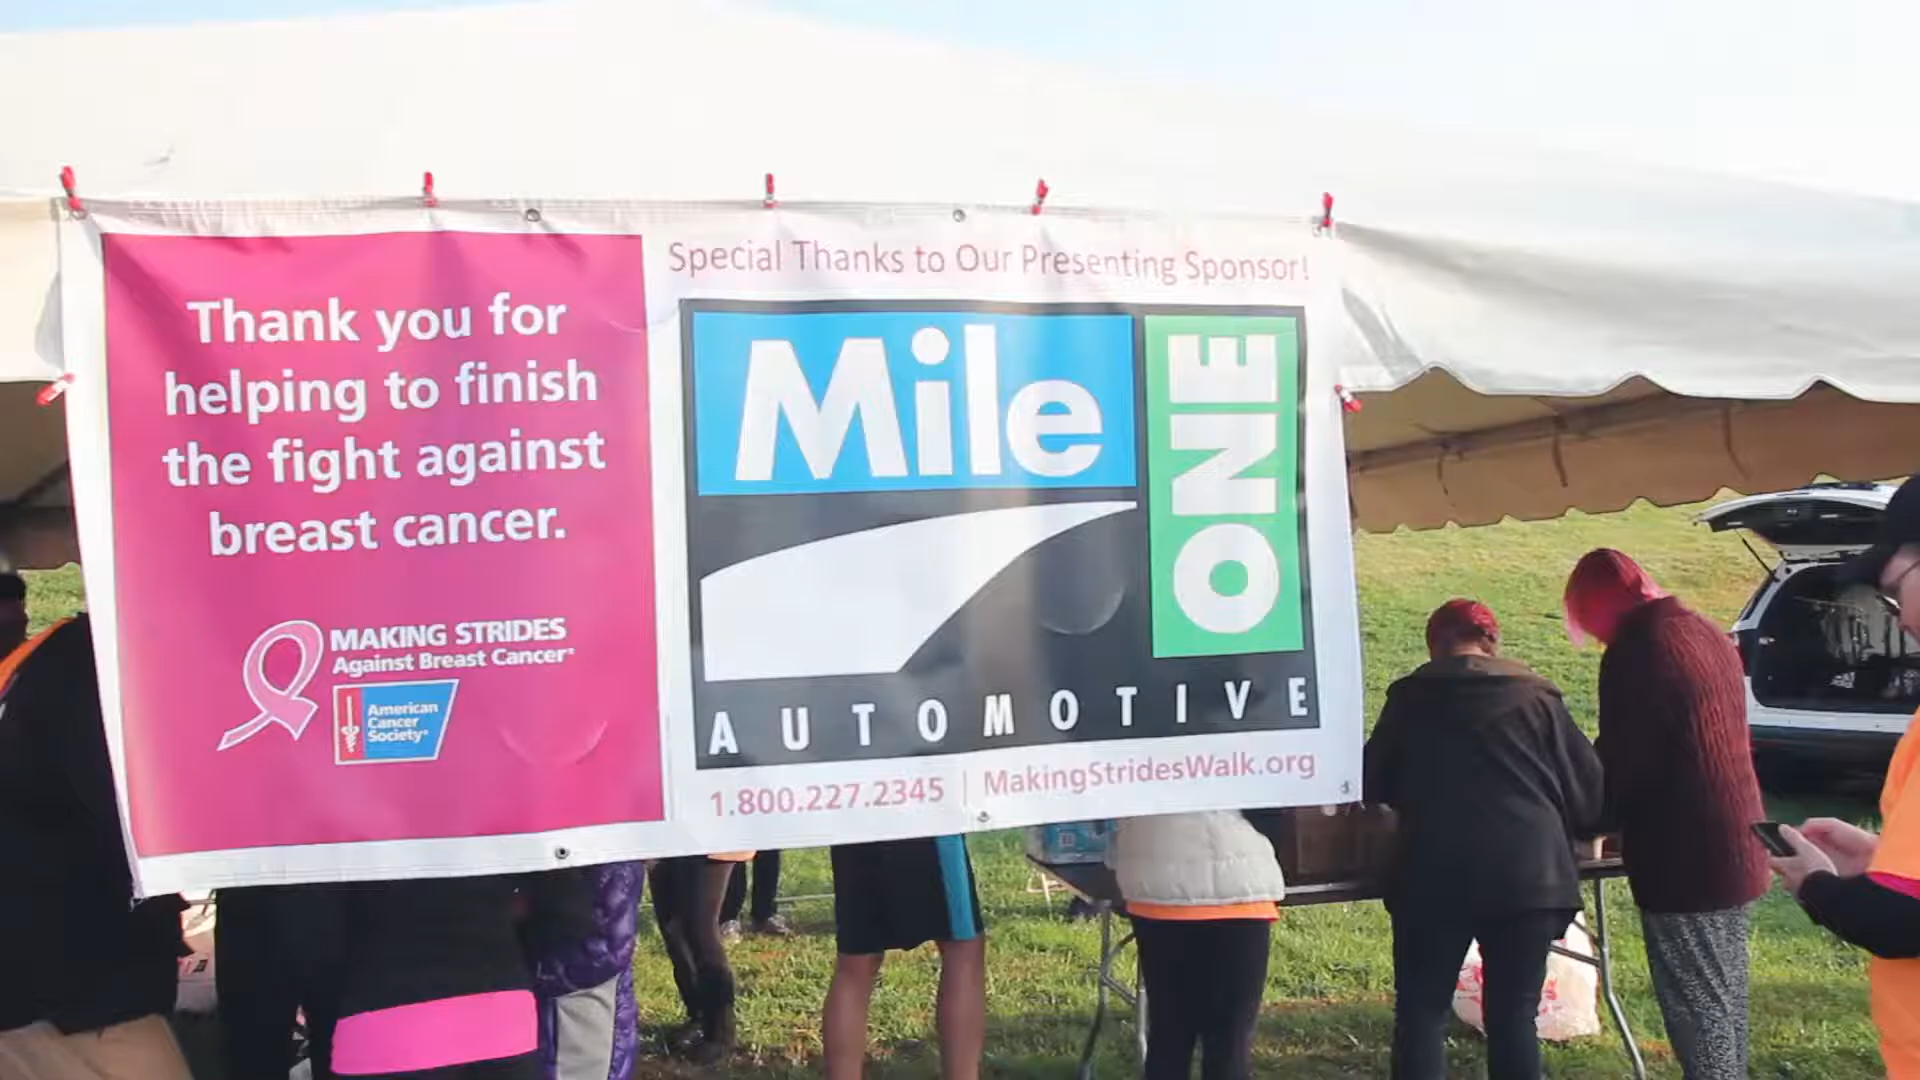 Thank you for
helping to finish
the fight against
breast cancer.
MAKING STRIDES
Against Breast Cancer®
American
Cancer
Society®
Special Thanks to Our Presenting Sponsor!
Mile
ONE
AUTOMOTIVE
1.800.227.2345 | MakingStridesWalk.org